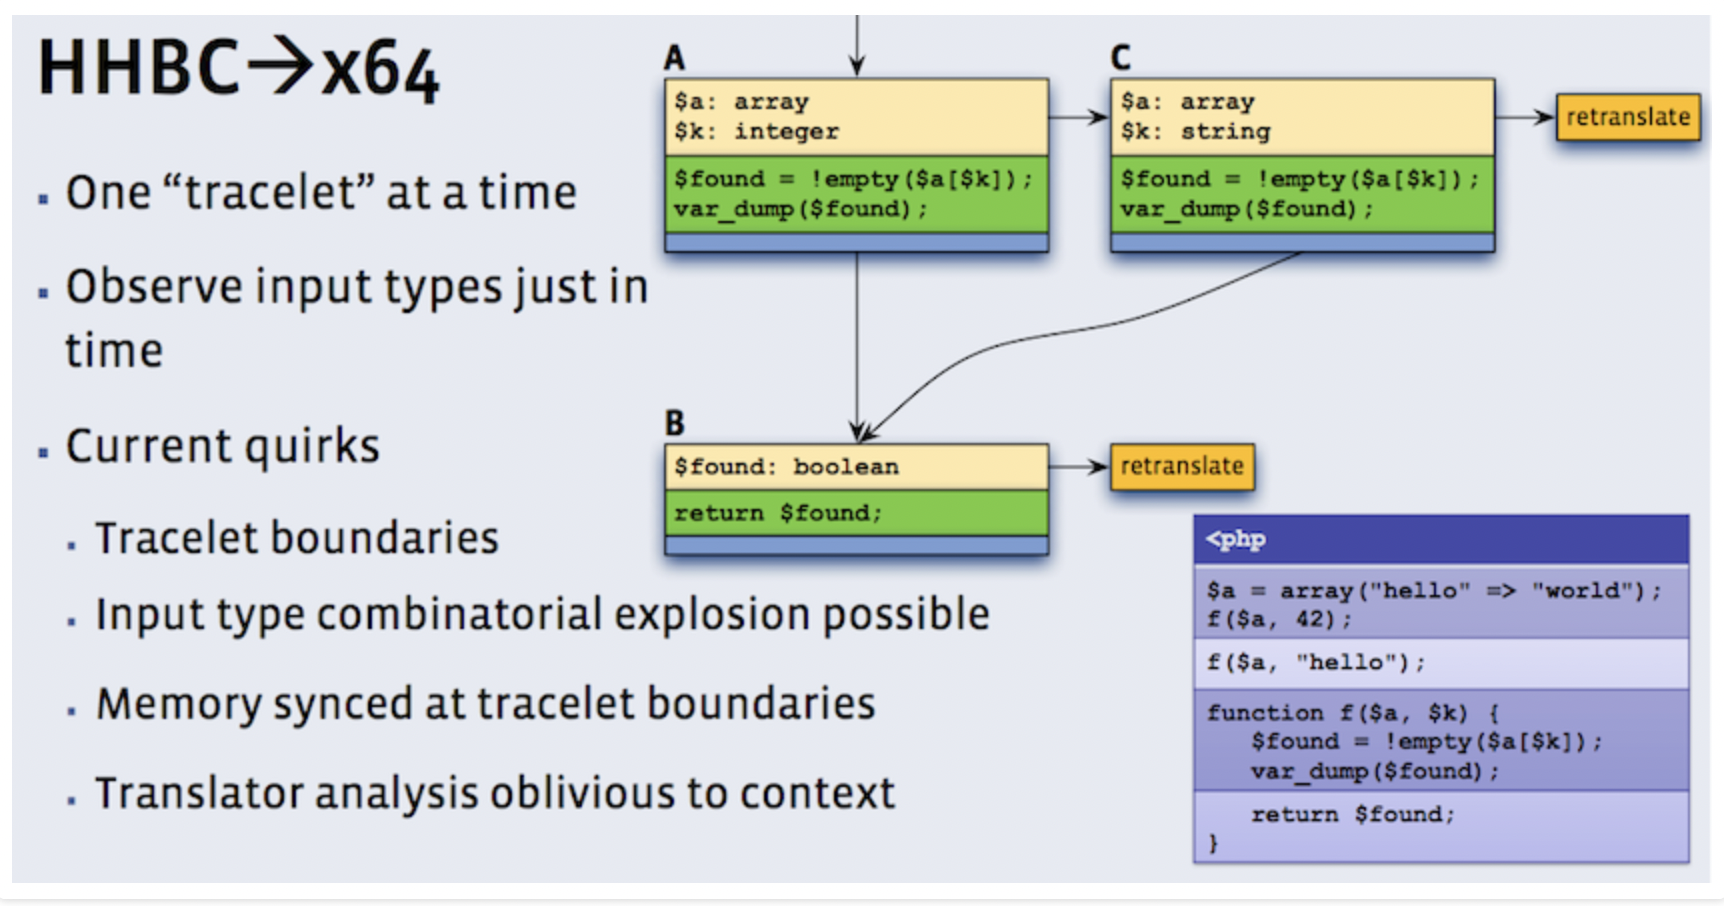 HHBC→x64
▪ One “tracelet” at a time
▪ Observe input types just in
time
▪ Current quirks
▪ Tracelet boundaries
▪ Input type combinatorial explosion possible
▪ Memory synced at tracelet boundaries
▪ Translator analysis oblivious to context
A
$a: array
$k: integer
$found = !empty($a[$k]);
var_dump($found);
C
$a: array
$k: string
$found = !empty($a[$k]);
var_dump($found);
retranslate
B
$found: boolean
return $found;
retranslate
<php
$a = array("hello" => "world");
f($a, 42);
f($a, "hello");
function f($a, $k) {
$found = !empty($a[$k]);
var_dump($found);
return $found;
}